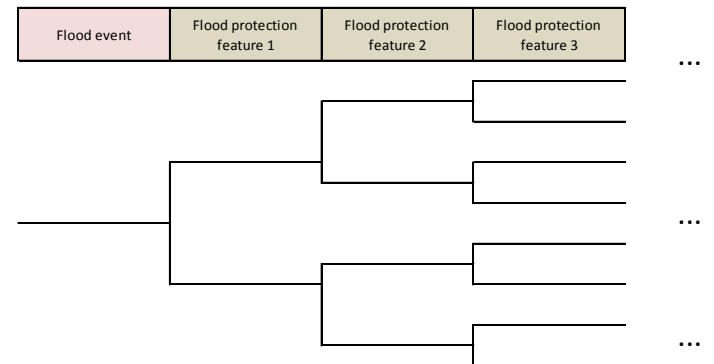 Flood event
Flood protection
feature 1
Flood protection
feature 2
Flood protection
feature 3
...
...
...